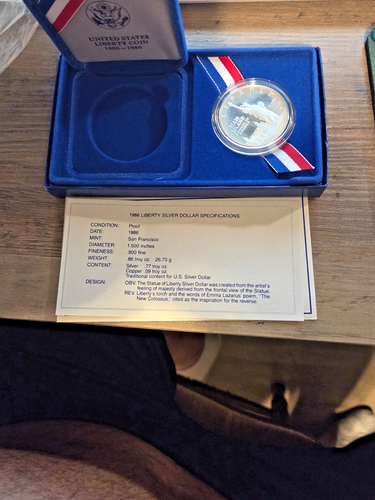 UNITED STATES
LIBERTY COIN
1886-1986
1986 LIBERTY SILVER DOLLAR SPECIFICATIONS
CONDITION: Proof
DATE: 1986
MINT: San Francisco
DIAMETER: 1.500 inches
FINENESS: .900 fine
WEIGHT: .86 troy oz. 26.73 g
CONTENT: Silver .77 troy oz.
Copper .09 troy oz.
Traditional content for U.S. Silver Dollar
DESIGN: OBV. The Statue of Liberty Silver Dollar was created from the artist's
feeling of majesty derived from the frontal view of the Statue.
REV. Liberty's torch and the words of Emma Lazarus' poem, "The
New Colossus," cited as the inspiration for the reverse.